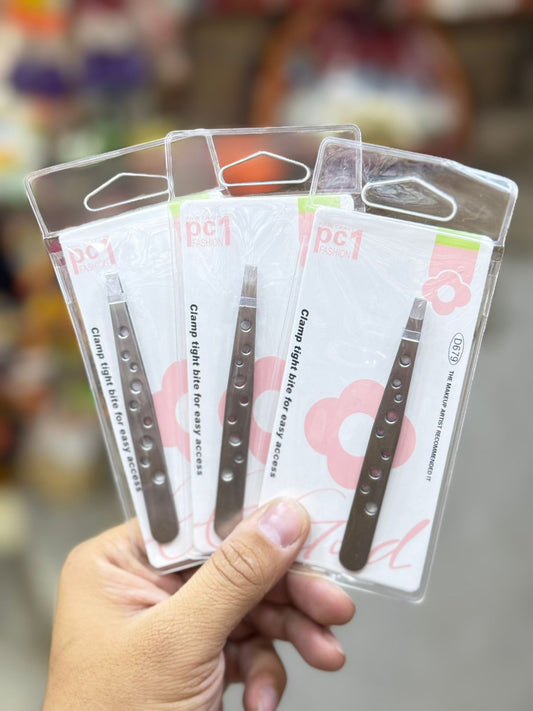 pc1
FASHION
Clamp tight bite for easy access
pc1
FASHION
Clamp tight bite for easy access
pc1
FASHION
Clamp tight bite for easy access
D679
THE MAKEUP ARTIST RECOMMENDED IT